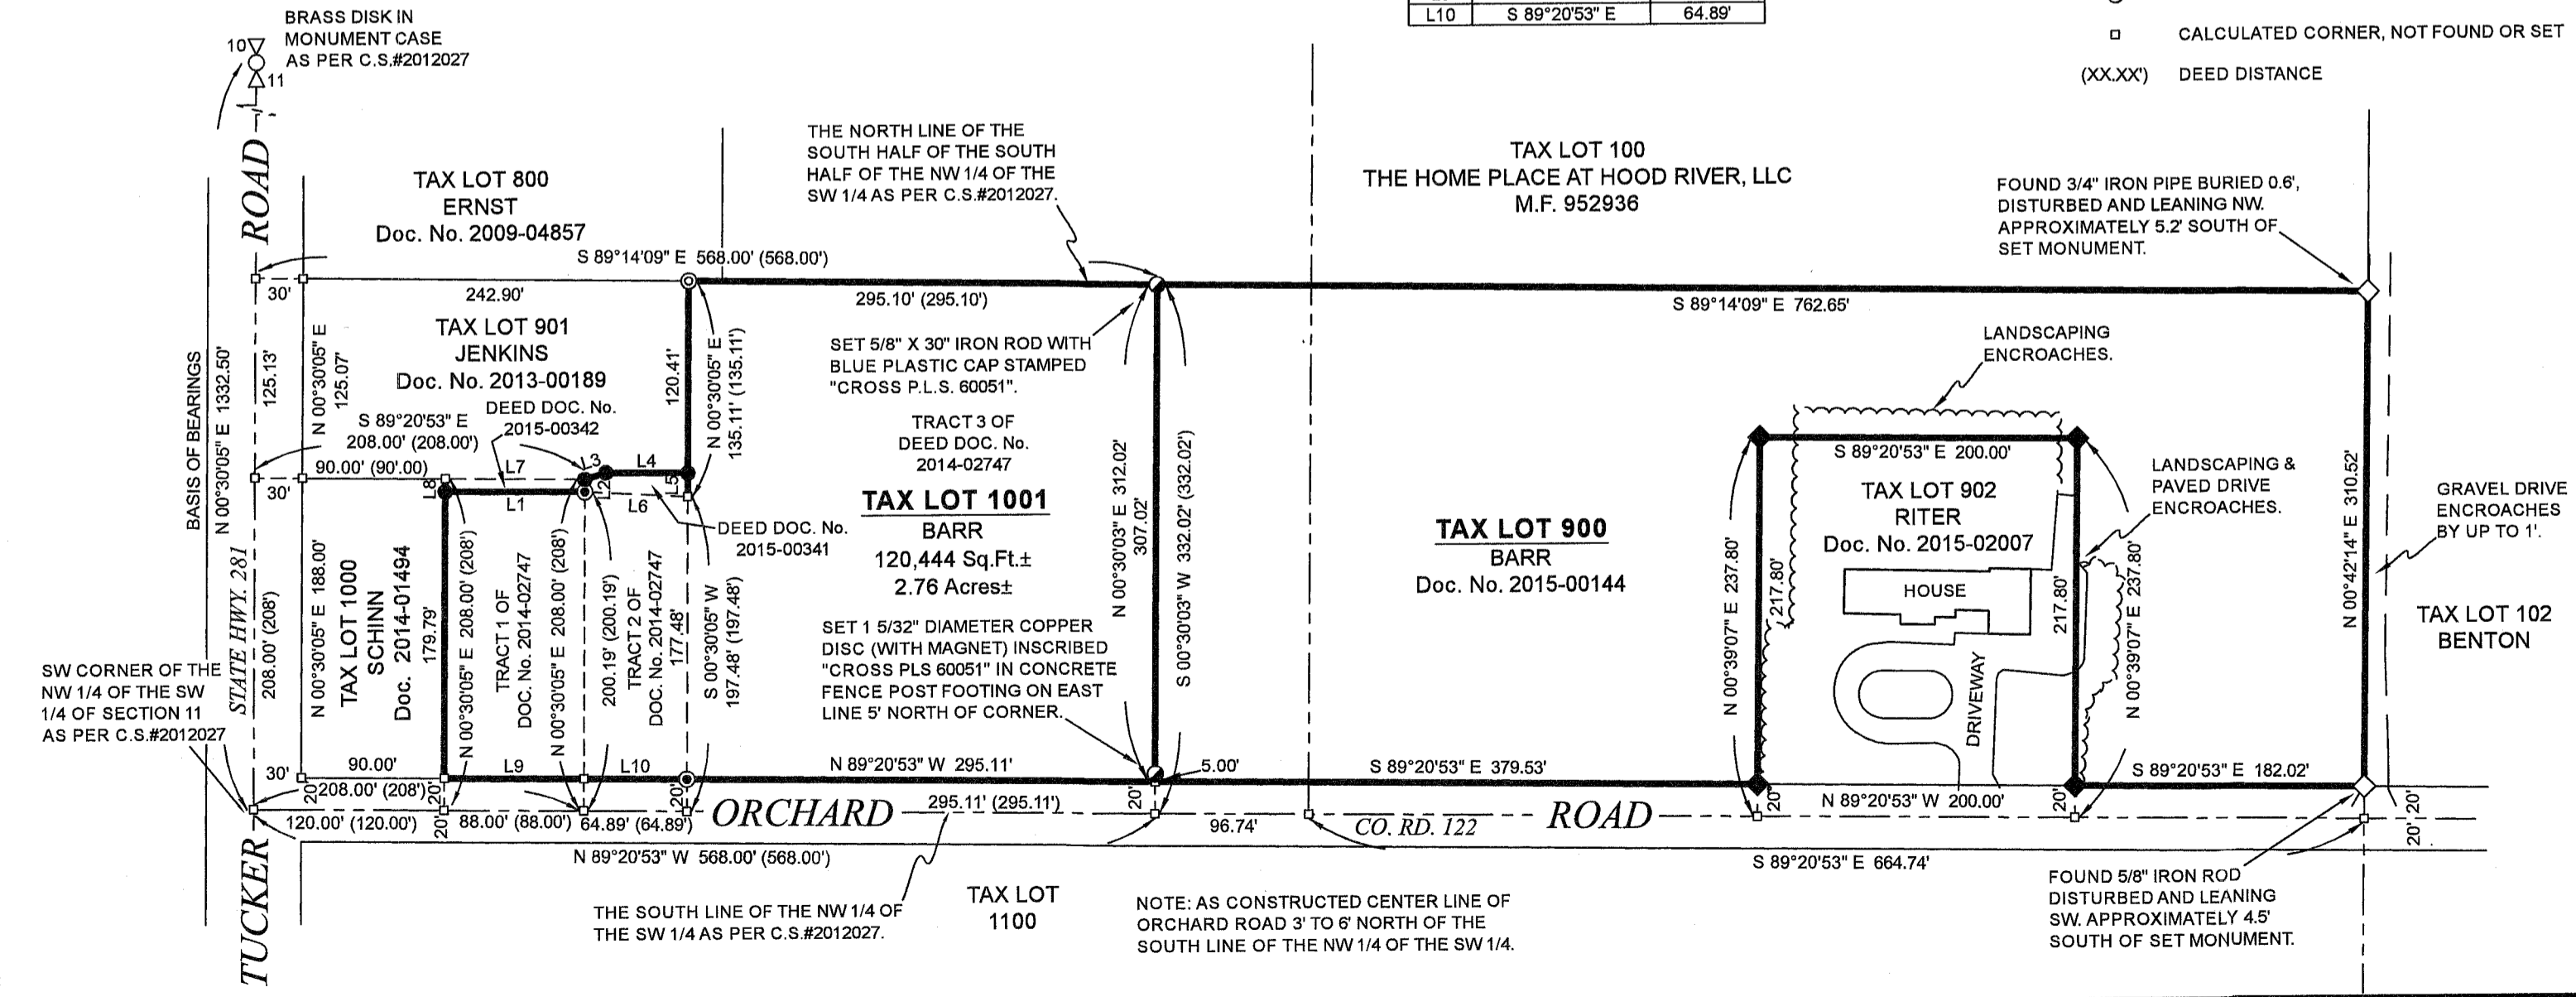 L10 S 89°20'53" E 64.89'
CALCULATED CORNER, NOT FOUND OR SET
(XX.XX') DEED DISTANCE
BRASS DISK IN
MONUMENT CASE
AS PER C.S.#2012027
10
11
ROAD
TAX LOT 800
ERNST
Doc. No. 2009-04857
THE NORTH LINE OF THE
SOUTH HALF OF THE SOUTH
HALF OF THE NW 1/4 OF THE
SW 1/4 AS PER C.S.#2012027.
TAX LOT 100
THE HOME PLACE AT HOOD RIVER, LLC
M.F. 952936
FOUND 3/4" IRON PIPE BURIED 0.6',
DISTURBED AND LEANING NW.
APPROXIMATELY 5.2' SOUTH OF
SET MONUMENT.
S 89°14'09" E 568.00' (568.00')
30'
242.90'
295.10' (295.10')
S 89°14'09" E 762.65'
BASIS OF BEARINGS
N 00°30'05" E 1332.50'
125.13'
N 00°30'05" E
125.07'
TAX LOT 901
JENKINS
Doc. No. 2013-00189
DEED DOC. No.
2015-00342
S 89°20'53" E
208.00' (208.00')
90.00' (90'.00)
30'
L7
L3
L4
L8
L1
L2
L6
L5
120.41'
N 00°30'05" E
135.11' (135.11')
SET 5/8" X 30" IRON ROD WITH
BLUE PLASTIC CAP STAMPED
"CROSS P.L.S. 60051".
TRACT 3 OF
DEED DOC. No.
2014-02747
TAX LOT 1001
BARR
120,444 Sq.Ft.±
2.76 Acres±
DEED DOC. No.
2015-00341
N 00°30'03" E 312.02'
307.02'
S 00°30'03" W 332.02' (332.02')
TAX LOT 900
BARR
Doc. No. 2015-00144
LANDSCAPING
ENCROACHES.
S 89°20'53" E 200.00'
TAX LOT 902
RITER
Doc. No. 2015-02007
HOUSE
DRIVEWAY
N 00°39'07" E 237.80'
217.80'
217.80'
N 00°39'07" E 237.80'
LANDSCAPING &
PAVED DRIVE
ENCROACHES.
N 00°42'14" E 310.52'
GRAVEL DRIVE
ENCROACHES
BY UP TO 1'.
TAX LOT 102
BENTON
STATE HWY. 281
208.00' (208')
N 00°30'05" E 188.00'
TAX LOT 1000
SCHINN
Doc. 2014-01494
179.79'
N 00°30'05" E 208.00' (208')
TRACT 1 OF
DOC. No. 2014-02747
N 00°30'05" E 208.00' (208')
200.19' (200.19')
TRACT 2 OF
DOC. No. 2014-02747
177.48'
S 00°30'05" W
197.48' (197.48')
SET 1 5/32" DIAMETER COPPER
DISC (WITH MAGNET) INSCRIBED
"CROSS PLS 60051" IN CONCRETE
FENCE POST FOOTING ON EAST
LINE 5' NORTH OF CORNER.
SW CORNER OF THE
NW 1/4 OF THE SW
1/4 OF SECTION 11
AS PER C.S.#2012027
30'
90.00'
L9
L10
N 89°20'53" W 295.11'
5.00'
S 89°20'53" E 379.53'
S 89°20'53" E 182.02'
20'
208.00' (208')
20'
20'
20'
20'
20'
N 89°20'53" W 200.00'
20'
20'
20'
120.00' (120.00')
20'
88.00' (88.00')
64.89' (64.89')
ORCHARD
295.11' (295.11')
96.74'
CO. RD. 122
ROAD
N 89°20'53" W 568.00' (568.00')
S 89°20'53" E 664.74'
TUCKER
THE SOUTH LINE OF THE NW 1/4 OF
THE SW 1/4 AS PER C.S.#2012027.
TAX LOT
1100
NOTE: AS CONSTRUCTED CENTER LINE OF
ORCHARD ROAD 3' TO 6' NORTH OF THE
SOUTH LINE OF THE NW 1/4 OF THE SW 1/4.
FOUND 5/8" IRON ROD
DISTURBED AND LEANING
SW. APPROXIMATELY 4.5'
SOUTH OF SET MONUMENT.